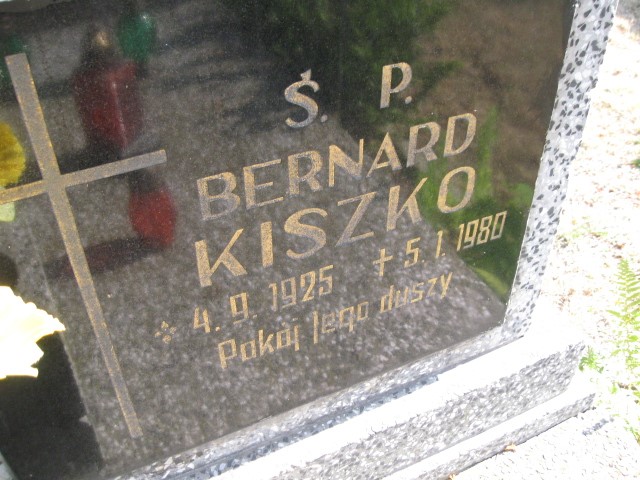 Ś. P.
BERNARD
KISZKO
4. 9. 1925 ✝ 5. 1. 1980
Pokój Jego duszy